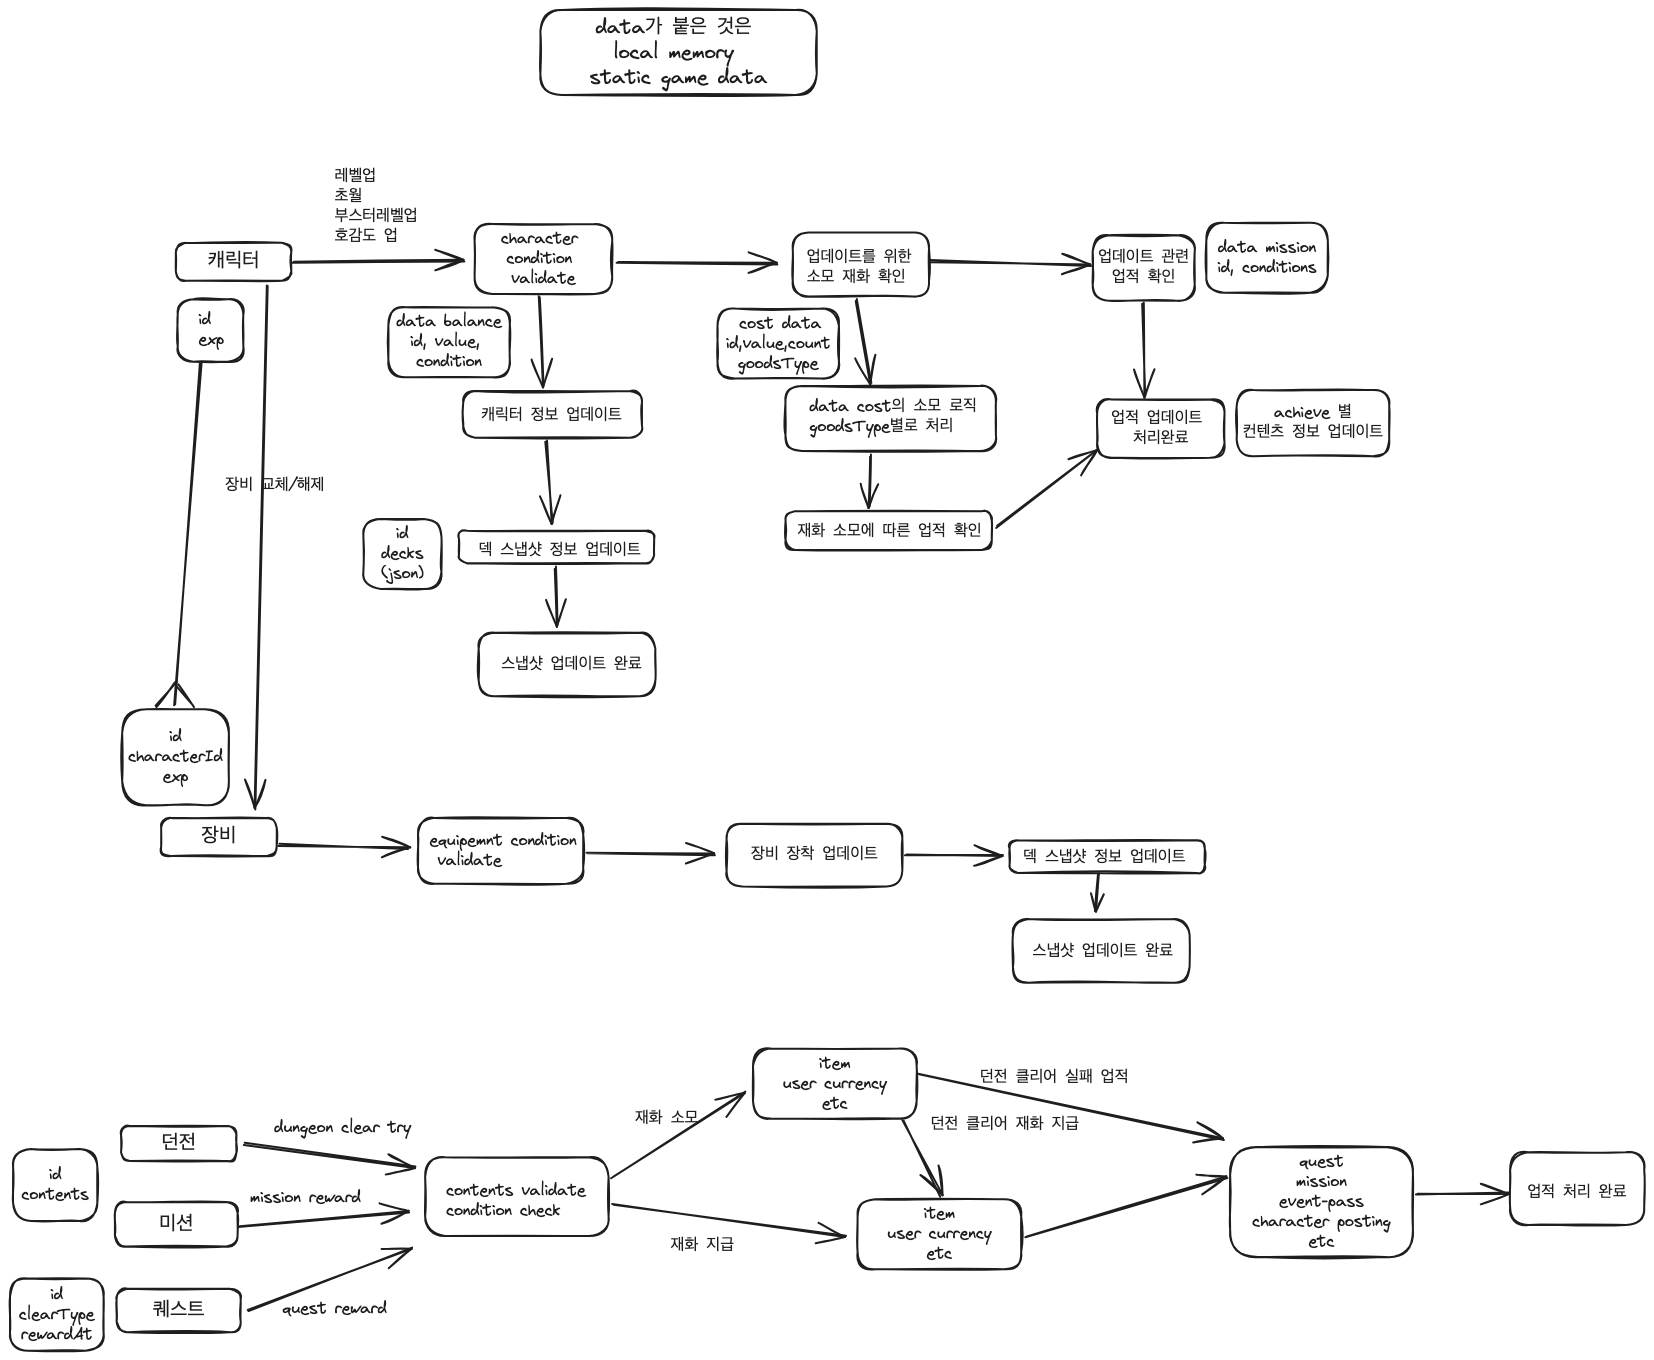 data가 붙은 것은
local memory
static game data
레벨업
초월
부스터레벨업
호감도 업
캐릭터
character
condition
validate
업데이트를 위한
소모 재화 확인
업데이트 관련
업적 확인
data mission
id, conditions
id
exp
data balance
id, value,
condition
cost data
id,value,count
goodsType
캐릭터 정보 업데이트
data cost의 소모 로직
goodsType별로 처리
업적 업데이트
처리완료
achieve 별
컨텐츠 정보 업데이트
장비 교체/해제
id
decks
(json)
덱 스냅샷 정보 업데이트
재화 소모에 따른 업적 확인
스냅샷 업데이트 완료
id
characterId
exp
장비
equipemnt condition
validate
장비 장착 업데이트
덱 스냅샷 정보 업데이트
스냅샷 업데이트 완료
item
user currency
etc
던전 클리어 실패 업적
던전 클리어 재화 지급
재화 소모
던전
dungeon clear try
id
contents
미션
mission reward
contents validate
condition check
재화 지급
item
user currency
etc
quest
mission
event-pass
character posting
etc
업적 처리 완료
id
clearType
rewardAt
퀘스트
quest reward